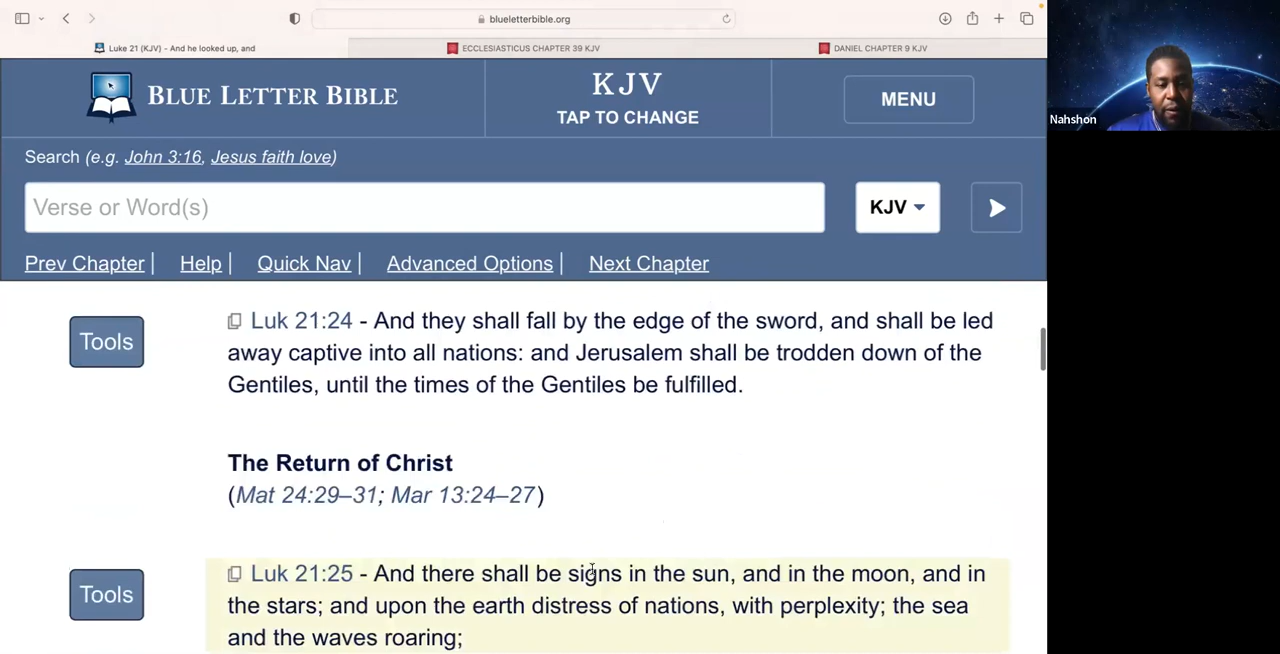 blueletterbible.org
Luke 21 (KJV) - And he looked up, and
ECCLESIASTICUS CHAPTER 39 KJV
DANIEL CHAPTER 9 KJV
BLUE LETTER BIBLE
KJV
TAP TO CHANGE
MENU
Nahshon
Search (e.g. John 3:16, Jesus faith love)
Verse or Word(s)
KJV
Prev Chapter | Help | Quick Nav | Advanced Options | Next Chapter
Tools
Luk 21:24 - And they shall fall by the edge of the sword, and shall be led
away captive into all nations: and Jerusalem shall be trodden down of the
Gentiles, until the times of the Gentiles be fulfilled.
The Return of Christ
(Mat 24:29–31; Mar 13:24–27)
Tools
Luk 21:25 - And there shall be signs in the sun, and in the moon, and in
the stars; and upon the earth distress of nations, with perplexity; the sea
and the waves roaring;